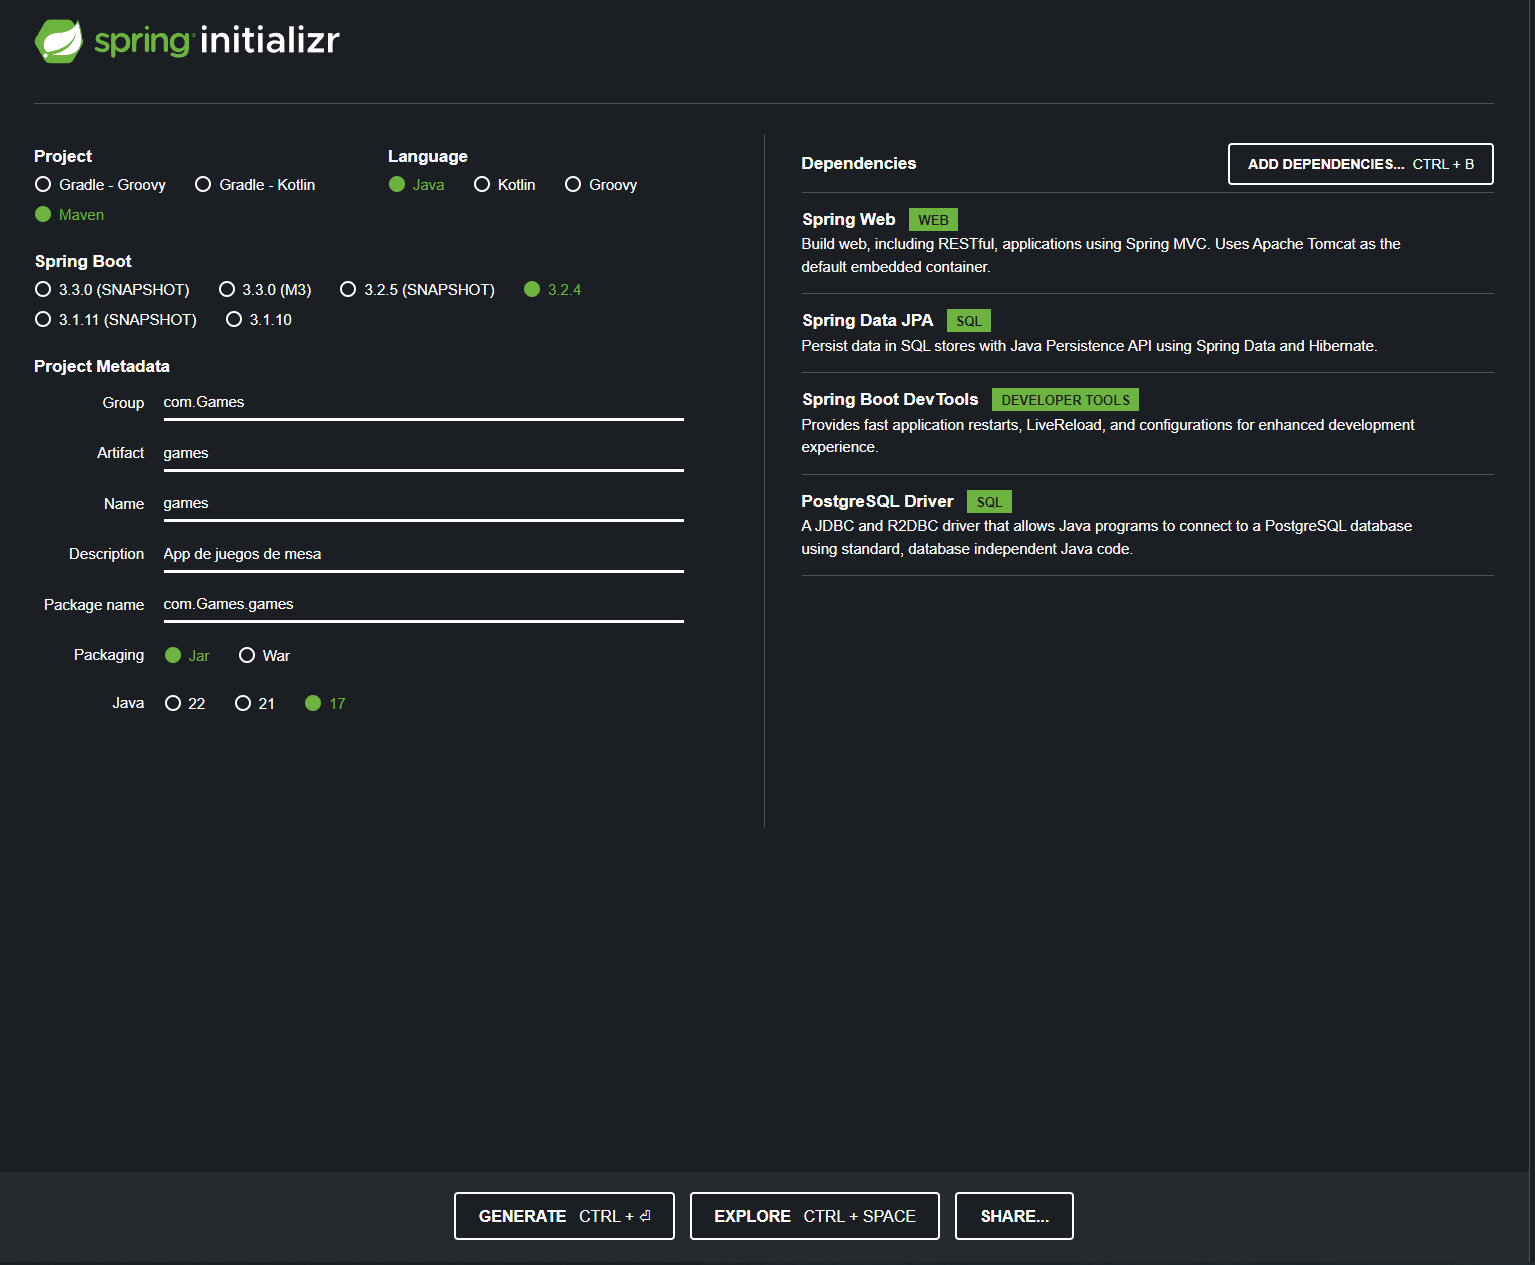 spring initializr
Project
Gradle - Groovy
Gradle - Kotlin
Maven
Language
Java
Kotlin
Groovy
Spring Boot
3.3.0 (SNAPSHOT)
3.3.0 (M3)
3.2.5 (SNAPSHOT)
3.2.4
3.1.11 (SNAPSHOT)
3.1.10
Project Metadata
Group com.Games
Artifact games
Name games
Description App de juegos de mesa
Package name com.Games.games
Packaging Jar War
Java 22 21 17
Dependencies
ADD DEPENDENCIES... CTRL + B
Spring Web WEB
Build web, including RESTful, applications using Spring MVC. Uses Apache Tomcat as the
default embedded container.
Spring Data JPA SQL
Persist data in SQL stores with Java Persistence API using Spring Data and Hibernate.
Spring Boot DevTools DEVELOPER TOOLS
Provides fast application restarts, LiveReload, and configurations for enhanced development
experience.
PostgreSQL Driver SQL
A JDBC and R2DBC driver that allows Java programs to connect to a PostgreSQL database
using standard, database independent Java code.
GENERATE CTRL + ⏎
EXPLORE CTRL + SPACE
SHARE...